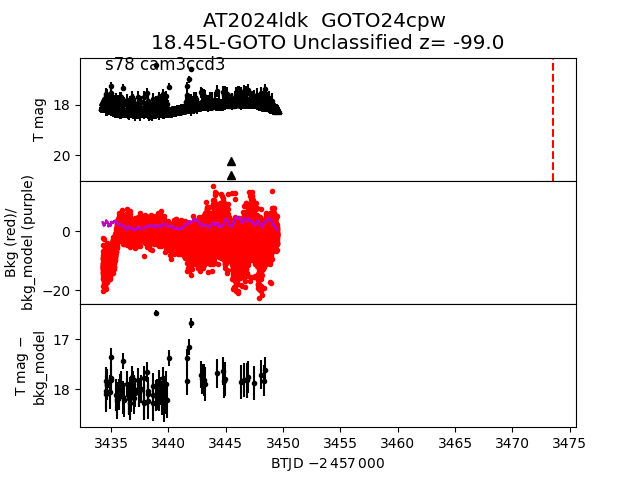 AT2024ldk  GOTO24cpw
18.45L-GOTO Unclassified z= -99.0
s78 cam3ccd3
T mag
18
20
Bkg (red)/
bkg_model (purple)
0
−20
T mag −
bkg_model
17
18
3435 3440 3445 3450 3455 3460 3465 3470 3475
BTJD −2 457 000